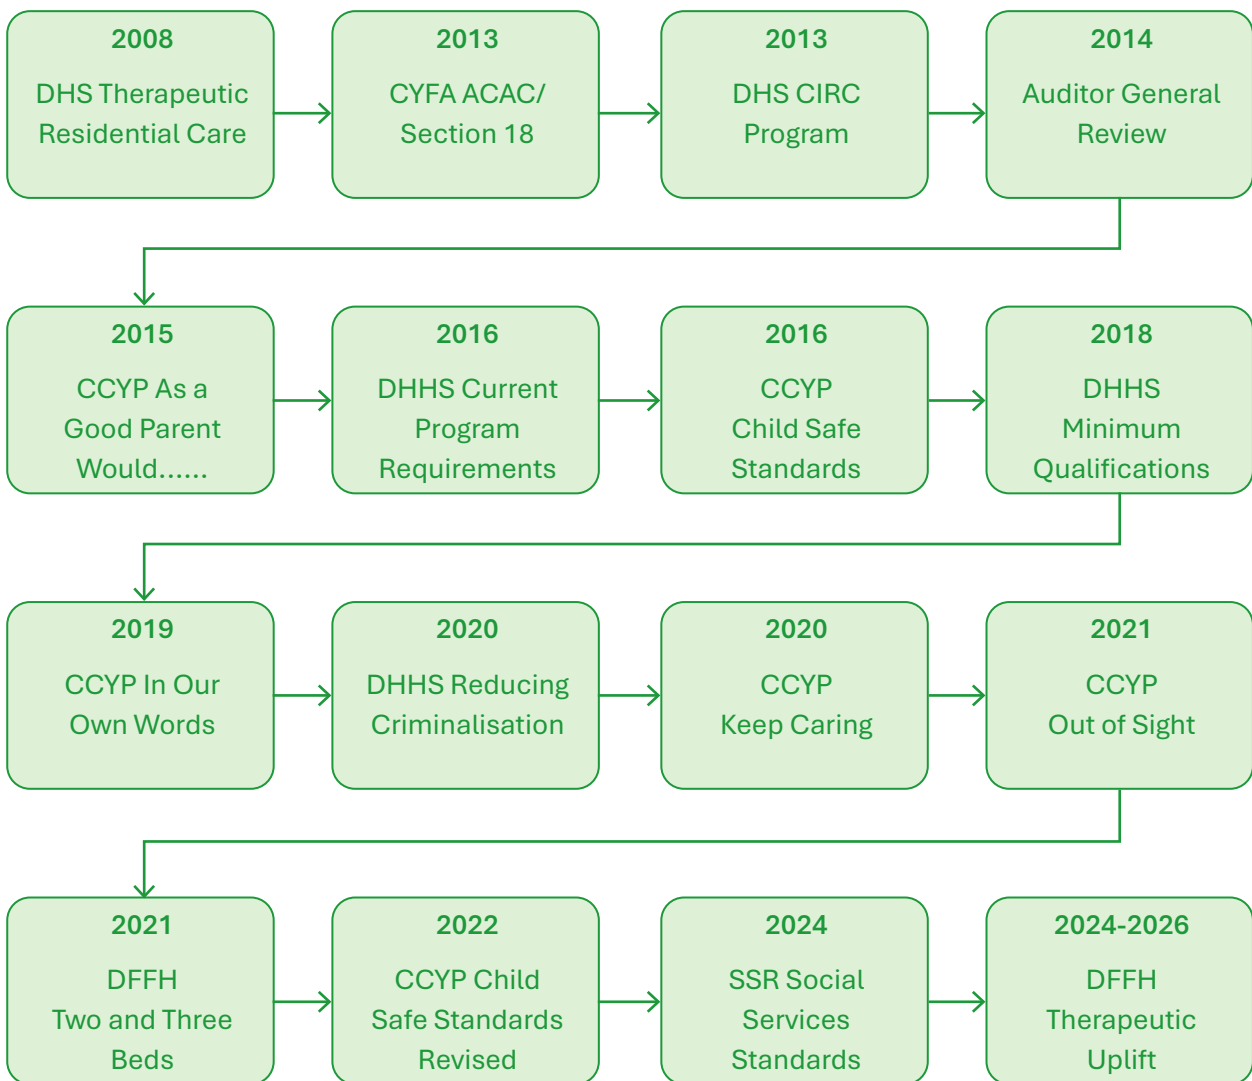 2008
DHS Therapeutic
Residential Care
2013
CYFA ACAC/
Section 18
2013
DHS CIRC
Program
2014
Auditor General
Review
2015
CCYP As a
Good Parent
Would......
2016
DHHS Current
Program
Requirements
2016
CCYP
Child Safe
Standards
2018
DHHS
Minimum
Qualifications
2019
CCYP In Our
Own Words
2020
DHHS Reducing
Criminalisation
2020
CCYP
Keep Caring
2021
CCYP
Out of Sight
2021
DFFH
Two and Three
Beds
2022
CCYP Child
Safe Standards
Revised
2024
SSR Social
Services
Standards
2024-2026
DFFH
Therapeutic
Uplift